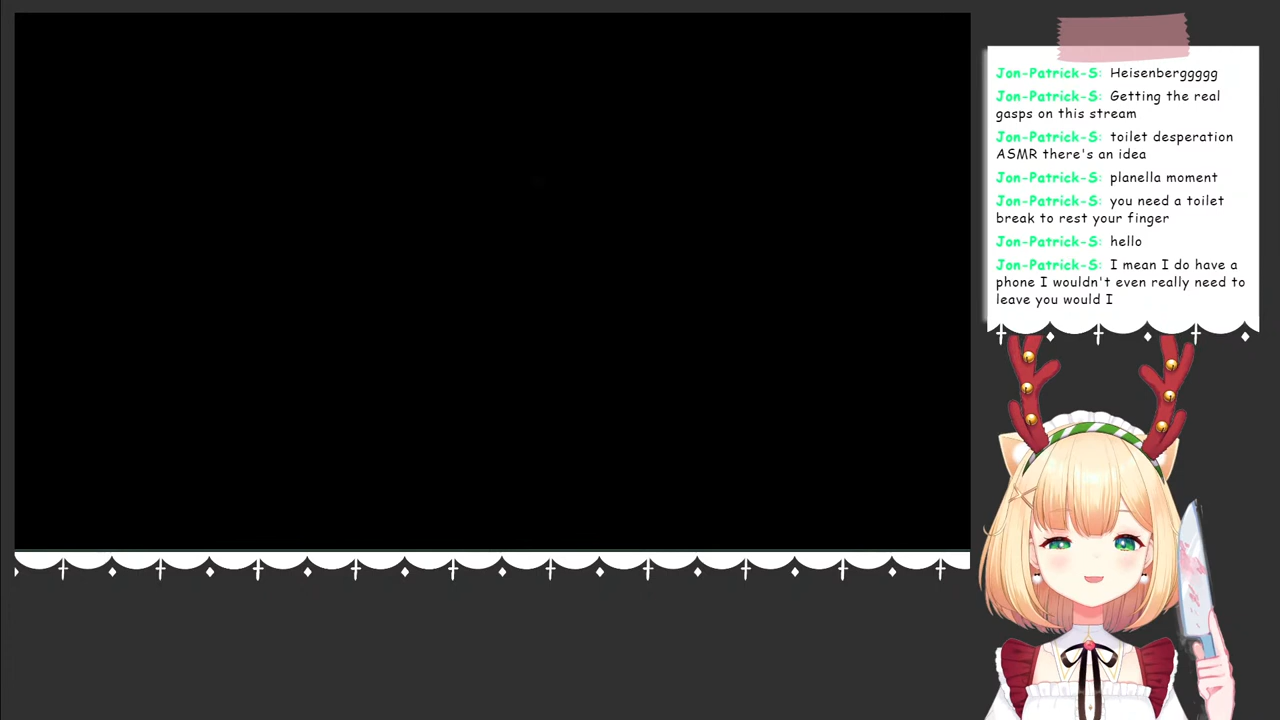 Jon-Patrick-S: Heisenberggggg
Jon-Patrick-S: Getting the real
gasps on this stream
Jon-Patrick-S: toilet desperation
ASMR there's an idea
Jon-Patrick-S: planella moment
Jon-Patrick-S: you need a toilet
break to rest your finger
Jon-Patrick-S: hello
Jon-Patrick-S: I mean I do have a
phone I wouldn't even really need to
leave you would I